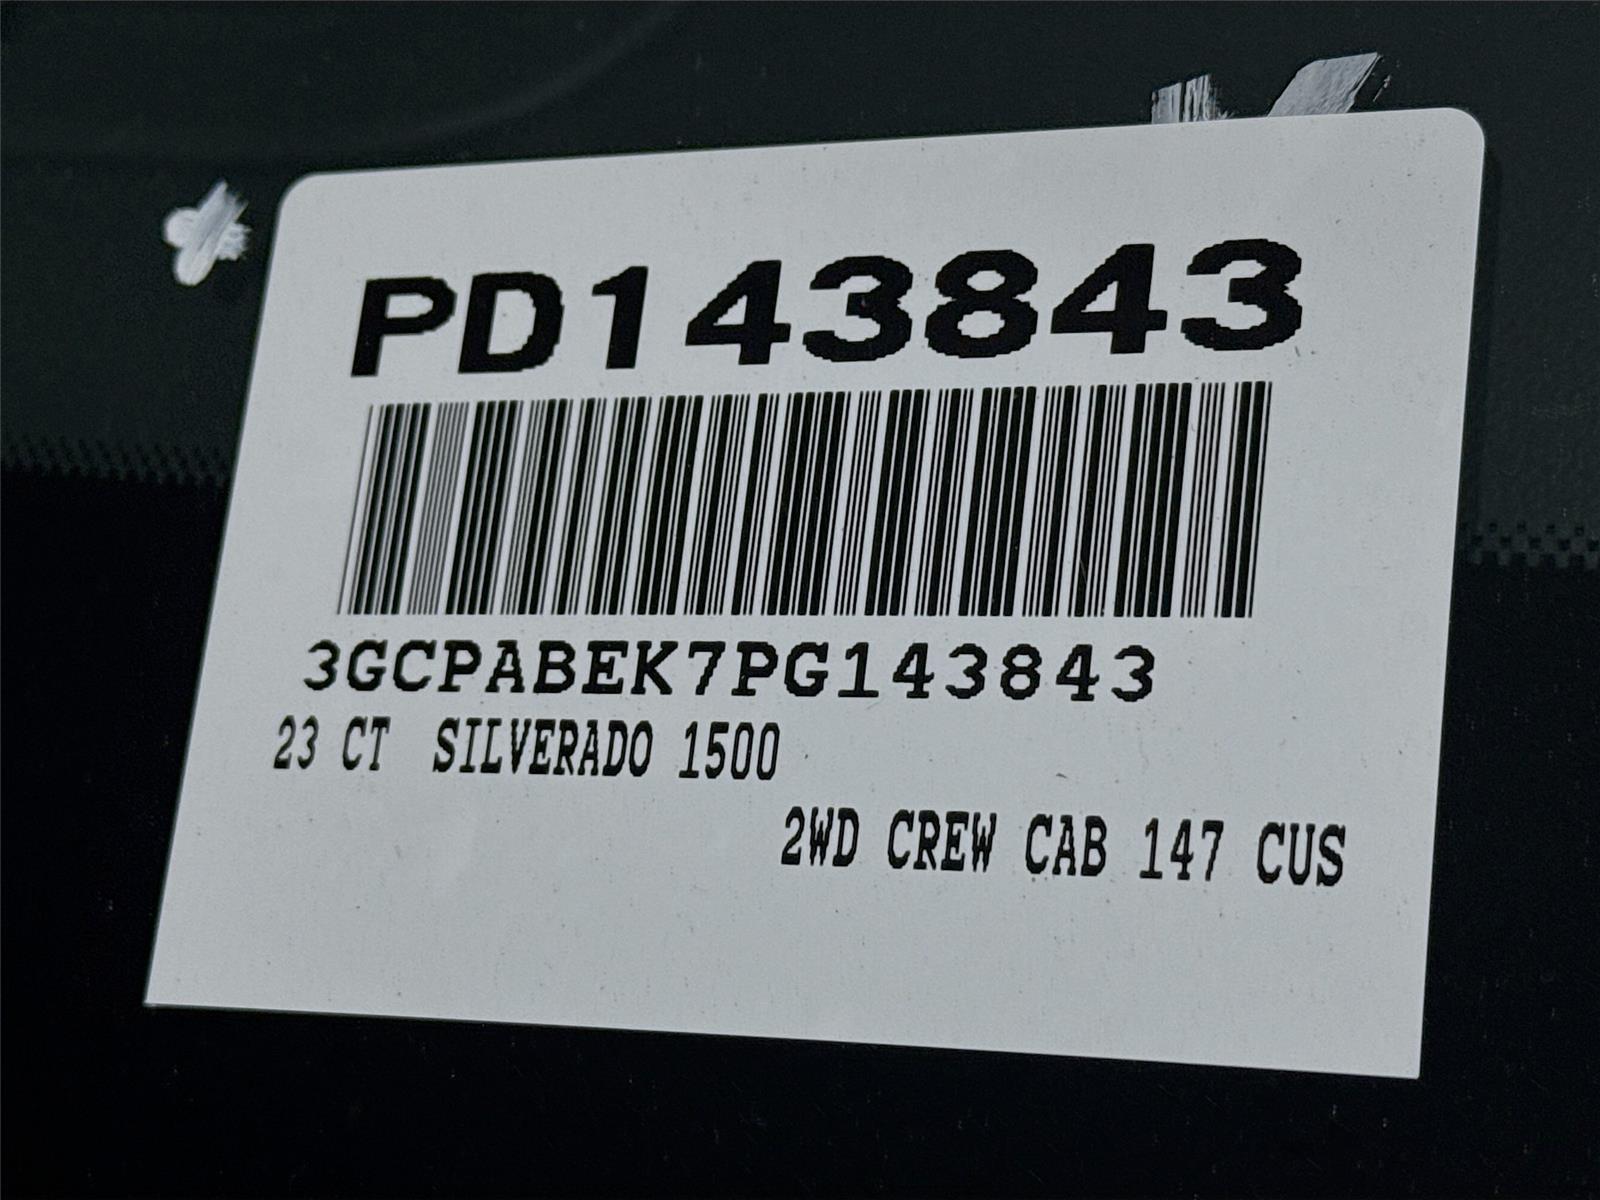 PD143843
3GCPABEK7PG143843
23 CT SILVERADO 1500
2WD CREW CAB 147 CUS